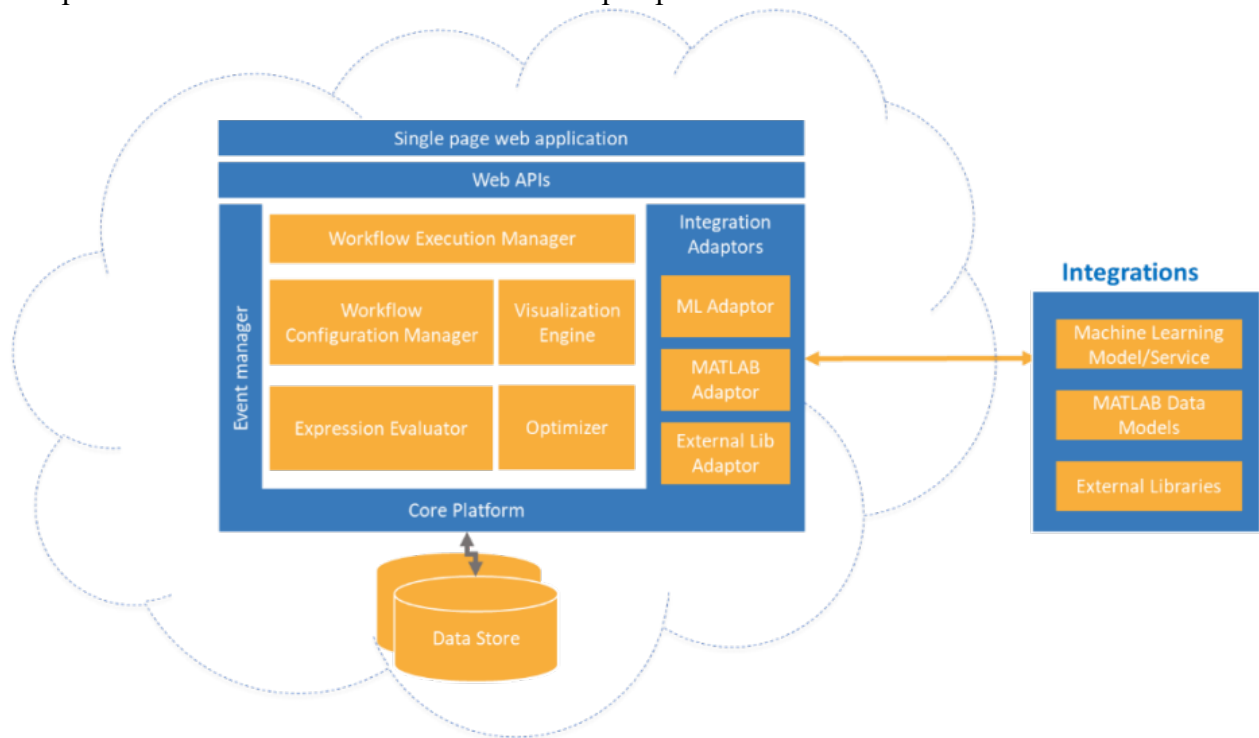 Single page web application
Web APIs
Event manager
Workflow Execution Manager
Workflow
Configuration Manager
Visualization
Engine
Expression Evaluator
Optimizer
Integration
Adaptors
ML Adaptor
MATLAB
Adaptor
External Lib
Adaptor
Core Platform
Data Store
Integrations
Machine Learning
Model/Service
MATLAB Data
Models
External Libraries